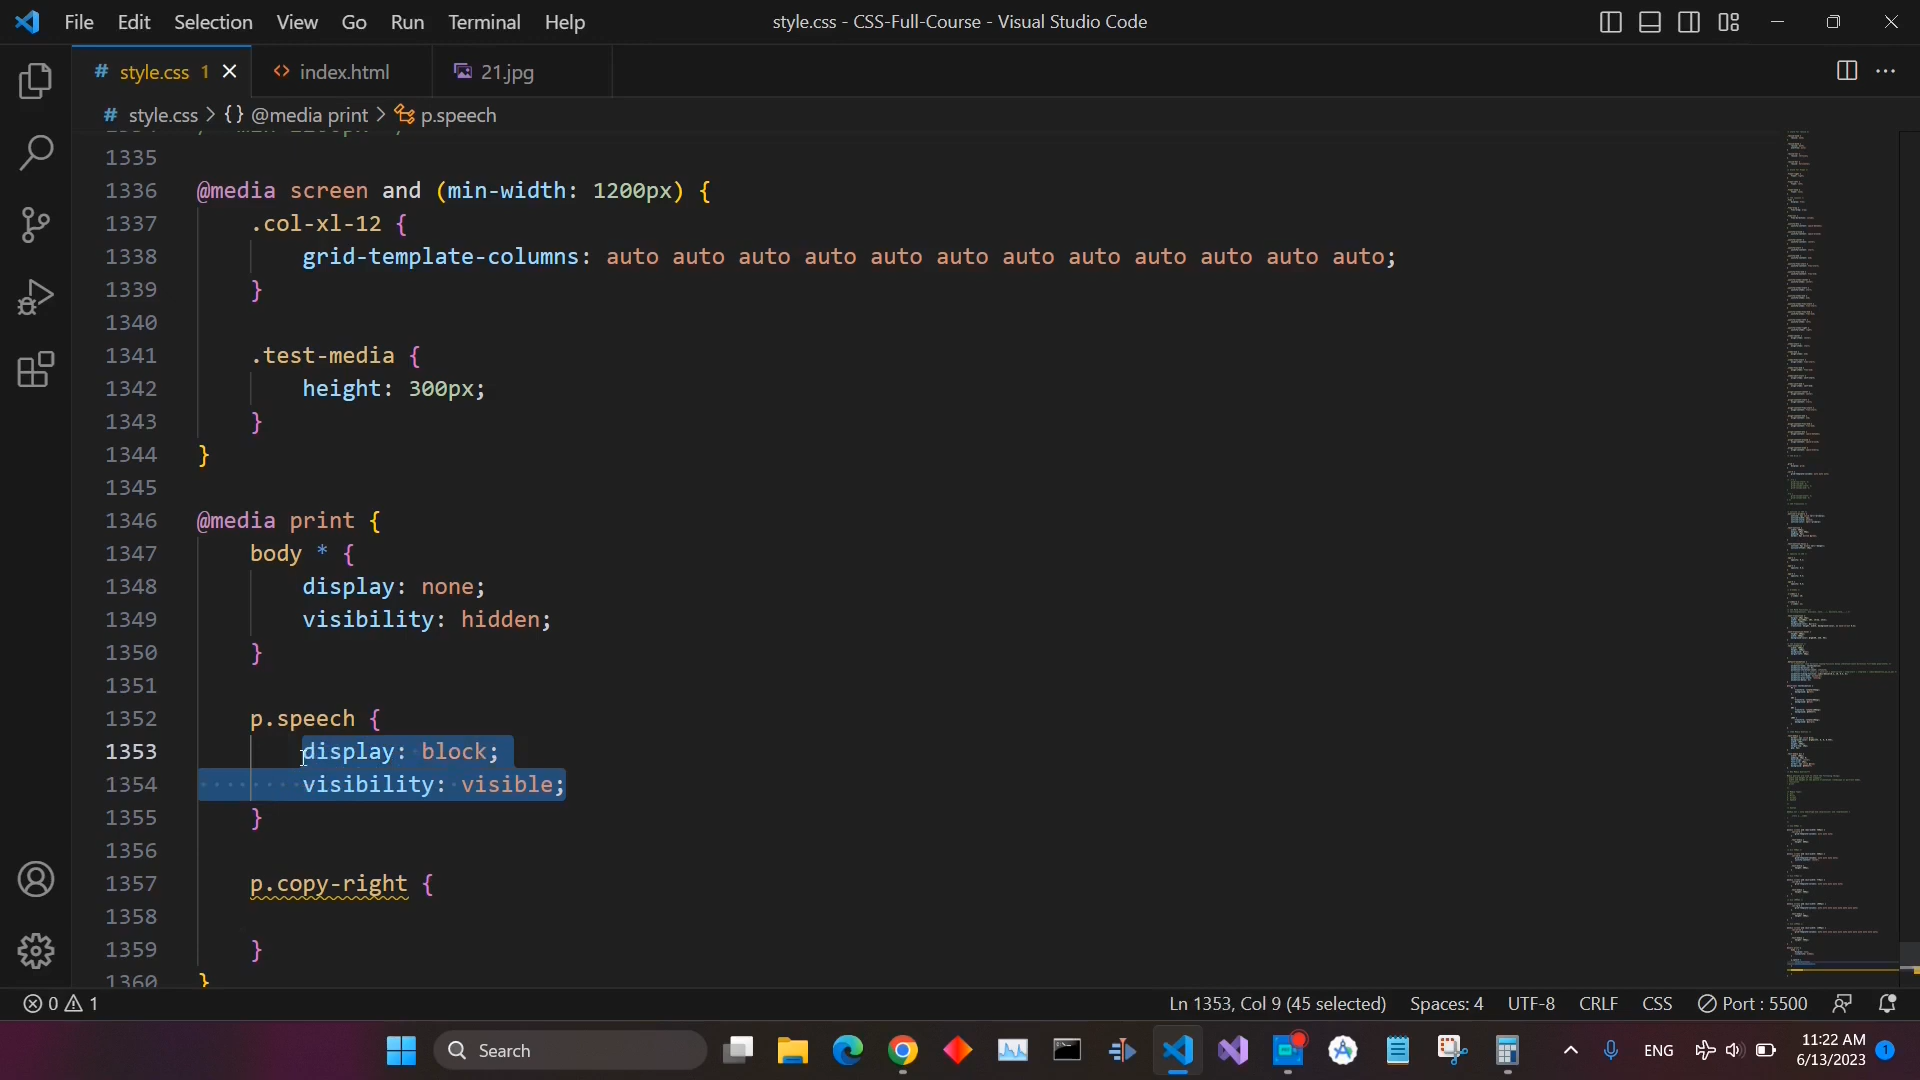 File Edit Selection View Go Run Terminal Help
style.css - CSS-Full-Course - Visual Studio Code
# style.css 1 index.html 21.jpg
# style.css > {} @media print > p.speech
1335
1336 @media screen and (min-width: 1200px) {
1337 .col-xl-12 {
1338 grid-template-columns: auto auto auto auto auto auto auto auto auto auto auto auto;
1339 }
1340
1341 .test-media {
1342 height: 300px;
1343 }
1344 }
1345
1346 @media print {
1347 body * {
1348 display: none;
1349 visibility: hidden;
1350 }
1351
1352 p.speech {
1353 display: block;
1354 visibility: visible;
1355 }
1356
1357 p.copy-right {
1358
1359 }
1360 }
0 1 Ln 1353, Col 9 (45 selected) Spaces: 4 UTF-8 CRLF CSS Port : 5500
Search ENG 11:22 AM
6/13/2023 1